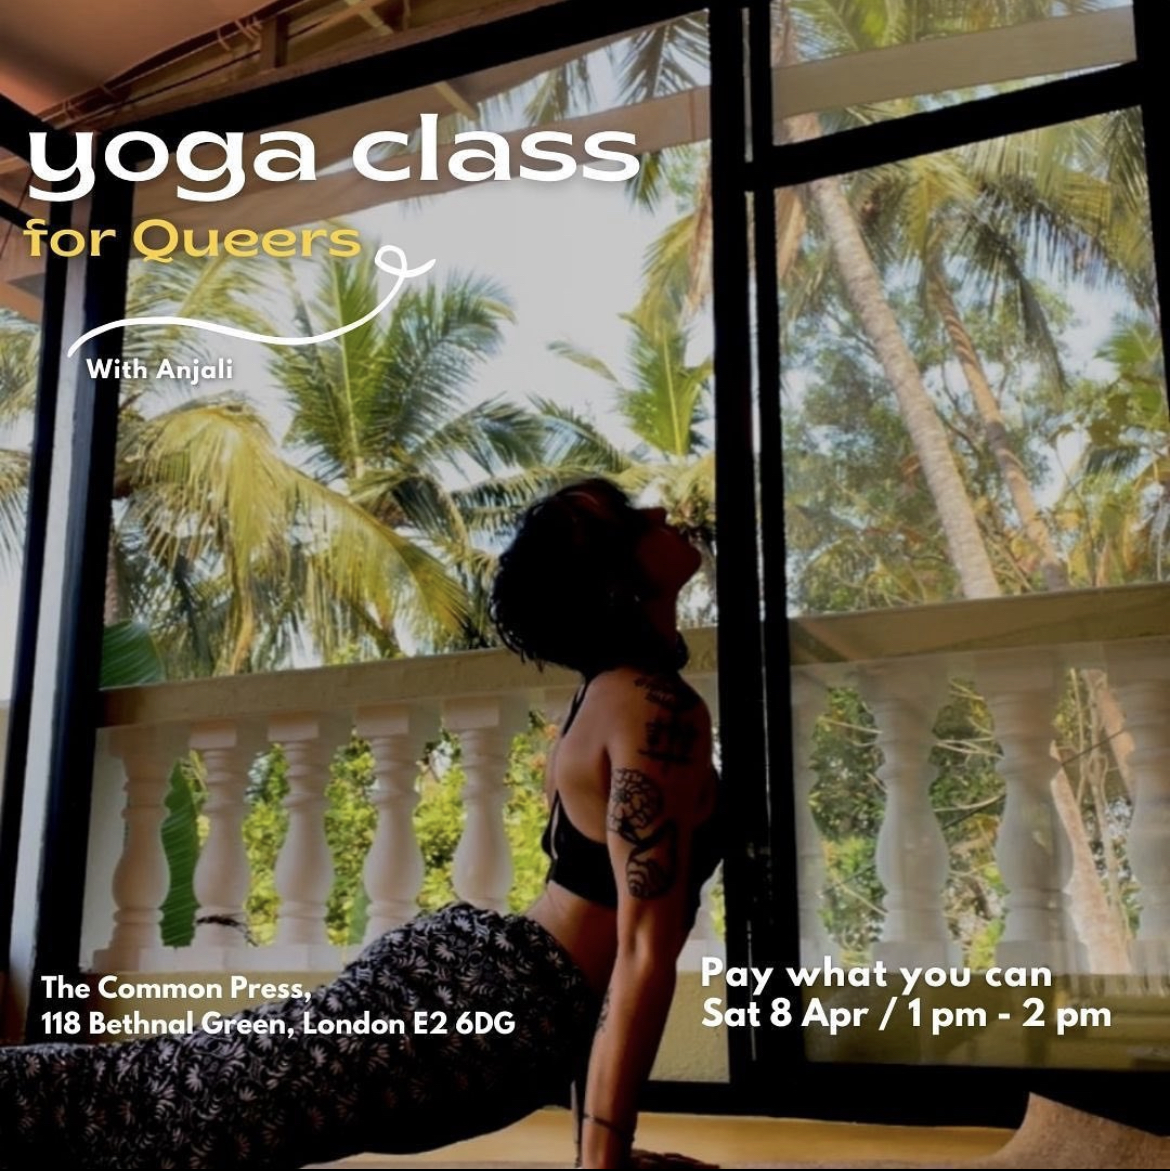 yoga class
for Queers
With Anjali
The Common Press,
118 Bethnal Green, London E2 6DG
Pay what you can
Sat 8 Apr / 1 pm - 2 pm